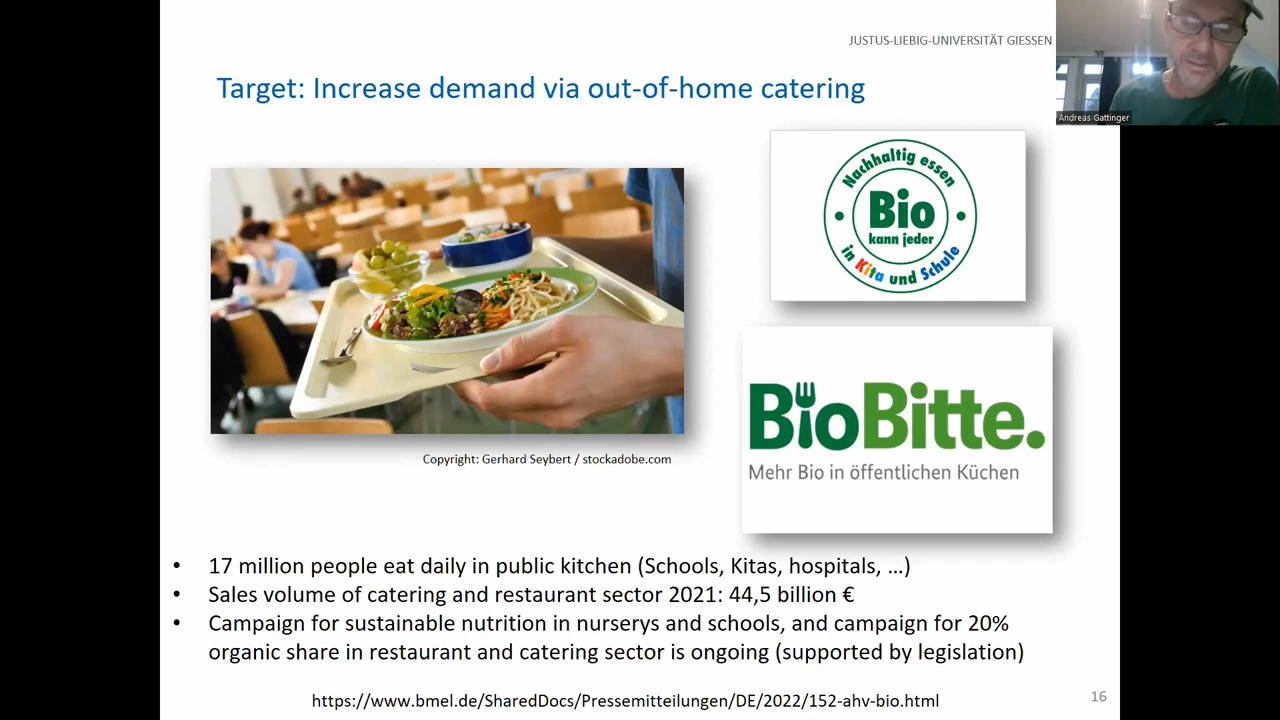 JUSTUS-LIEBIG-UNIVERSITÄT GIESSEN
Andreas Gattinger
Target: Increase demand via out-of-home catering
Nachhaltig essen
Bio
kann jeder
in Kita und Schule
BioBitte.
Mehr Bio in öffentlichen Küchen
Copyright: Gerhard Seybert / stockadobe.com
• 17 million people eat daily in public kitchen (Schools, Kitas, hospitals, …)
• Sales volume of catering and restaurant sector 2021: 44,5 billion €
• Campaign for sustainable nutrition in nurserys and schools, and campaign for 20%
organic share in restaurant and catering sector is ongoing (supported by legislation)
https://www.bmel.de/SharedDocs/Pressemitteilungen/DE/2022/152-ahv-bio.html
16